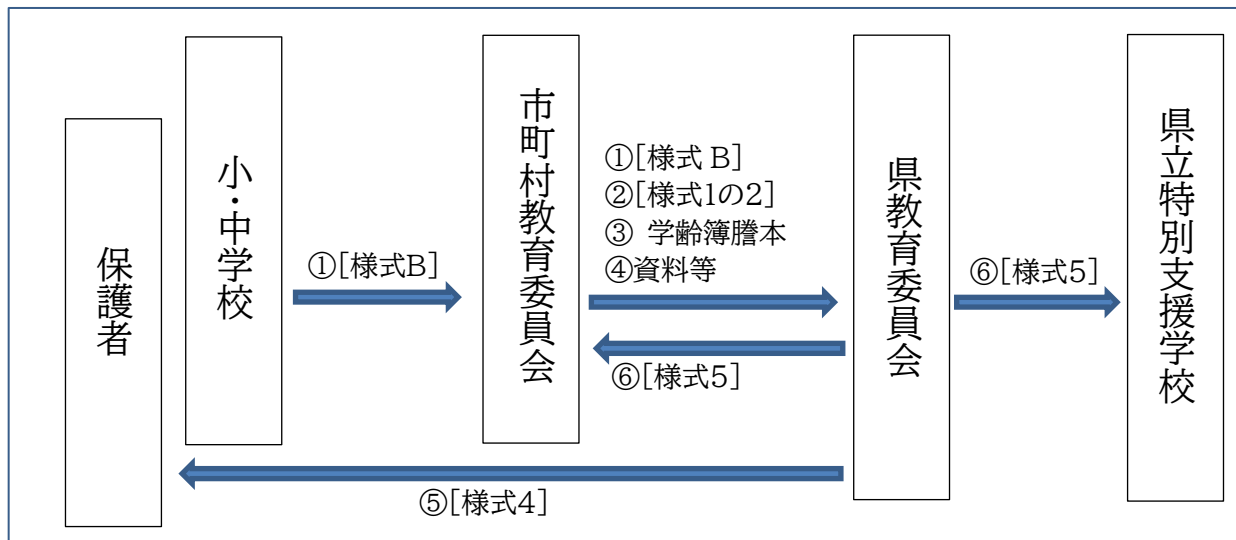 保護者
小・中学校
①[様式B]
市町村教育委員会
①[様式 B]
②[様式1の2]
③ 学齢簿謄本
④資料等
⑥[様式5]
県教育委員会
⑥[様式5]
県立特別支援学校
⑤[様式4]